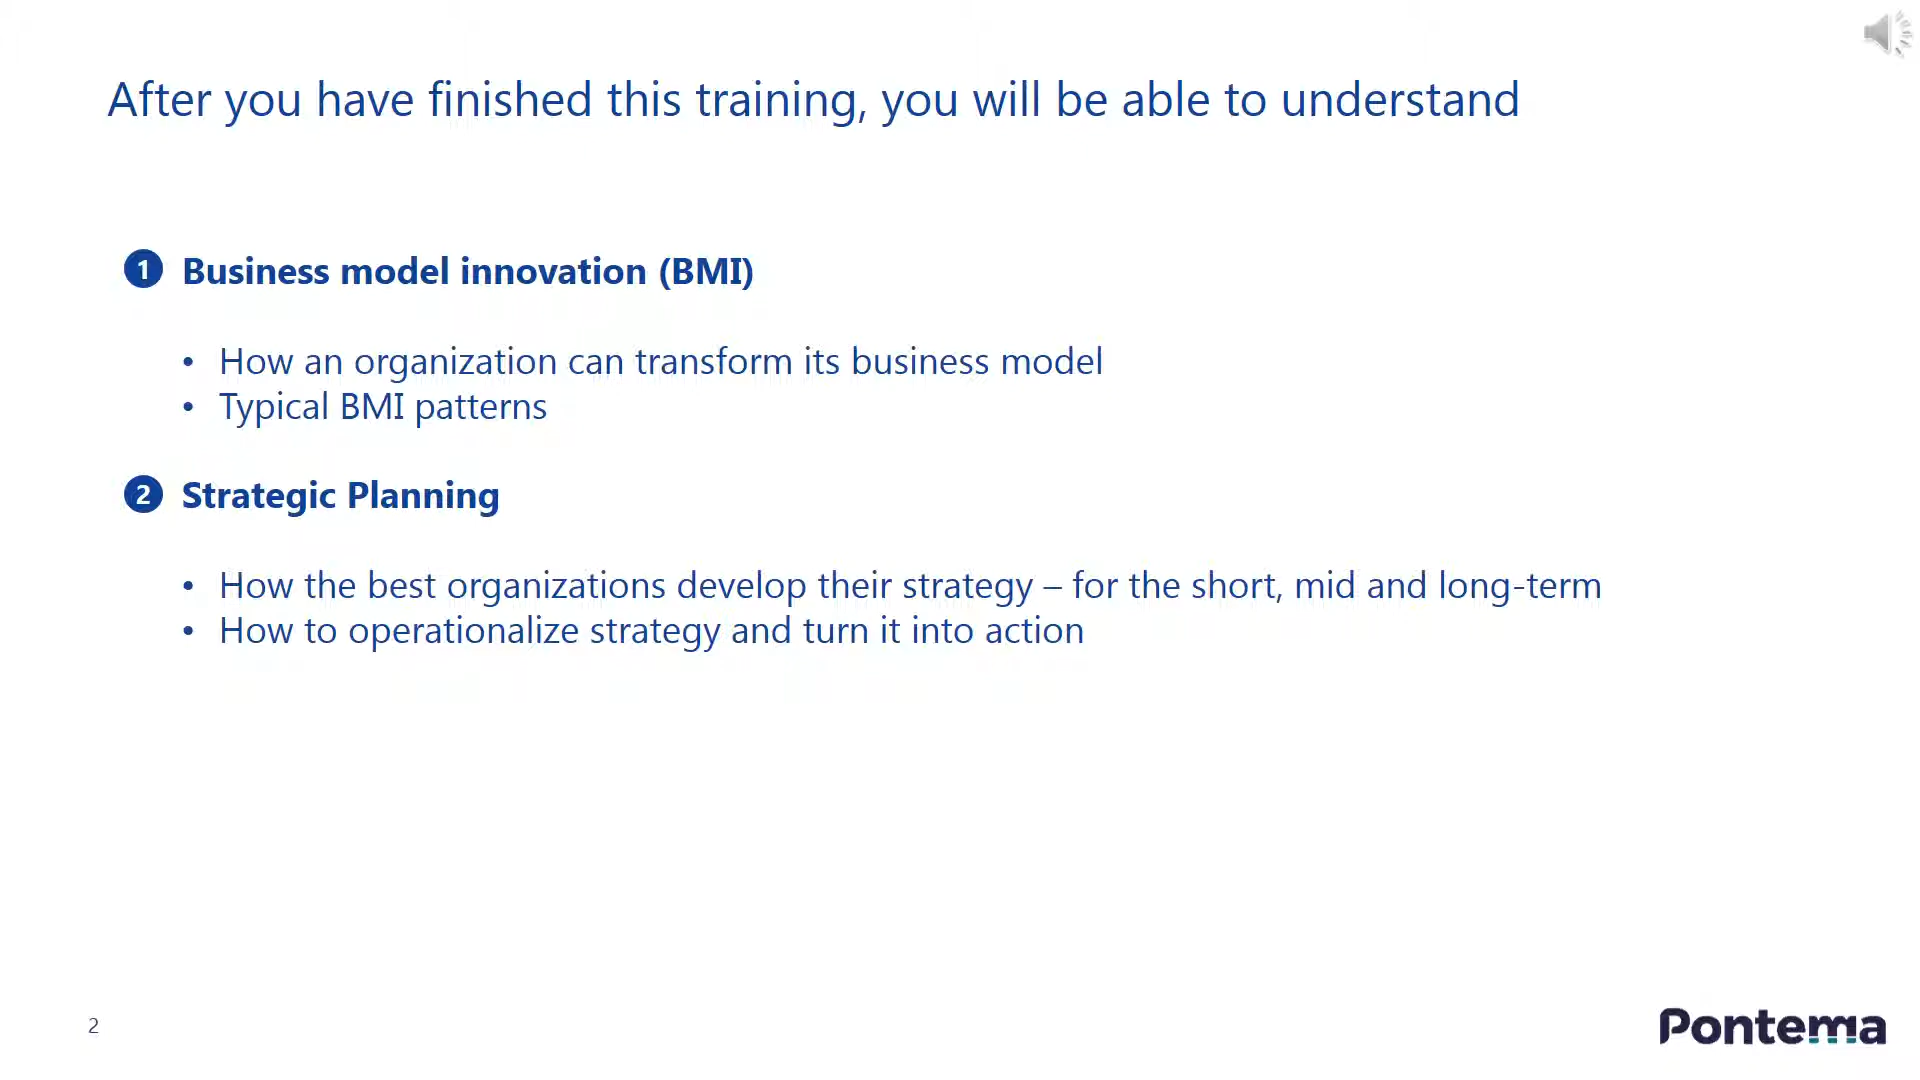 After you have finished this training, you will be able to understand
1 Business model innovation (BMI)
• How an organization can transform its business model
• Typical BMI patterns
2 Strategic Planning
• How the best organizations develop their strategy – for the short, mid and long-term
• How to operationalize strategy and turn it into action
2
Pontema